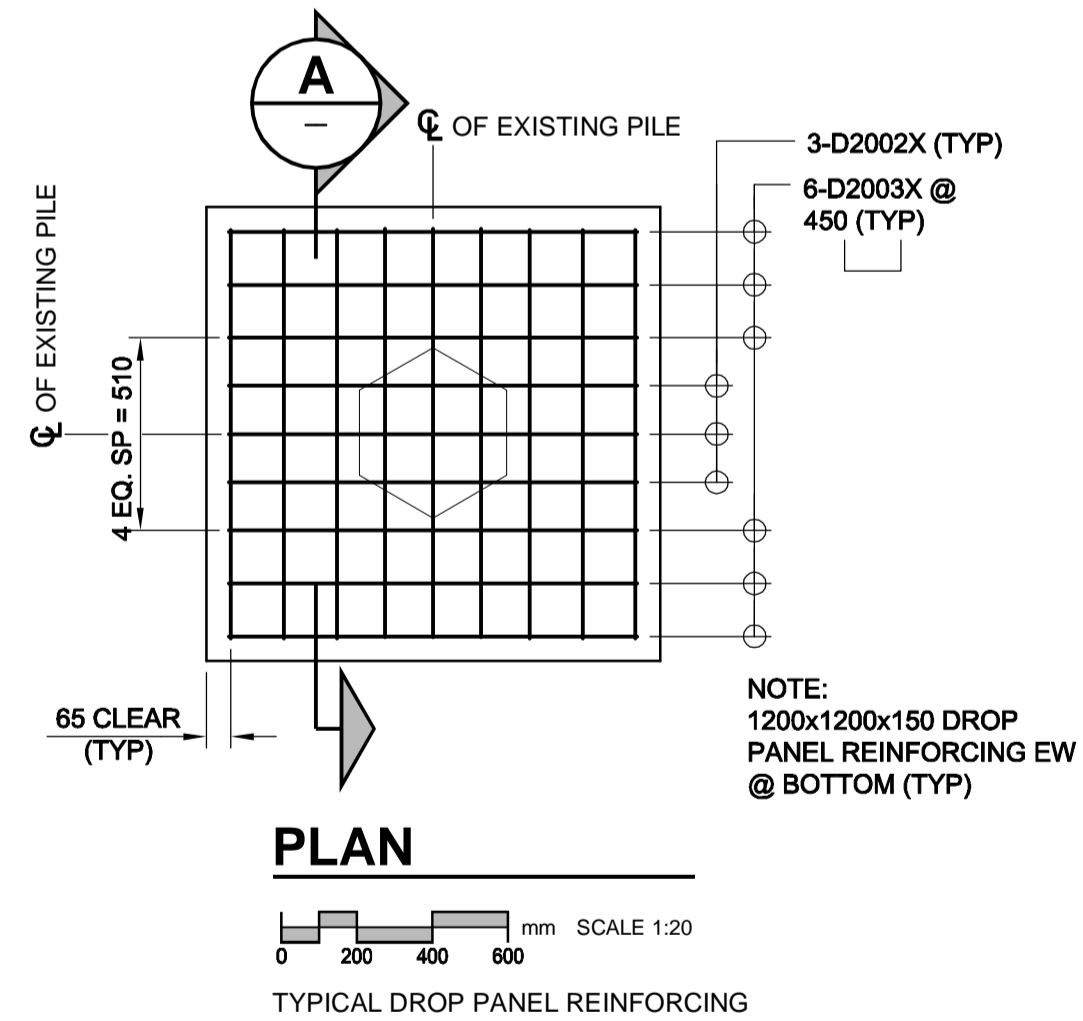 A
–
℄ OF EXISTING PILE
℄ OF EXISTING PILE
3-D2002X (TYP)
6-D2003X @
450 (TYP)
4 EQ. SP = 510
65 CLEAR
(TYP)
NOTE:
1200x1200x150 DROP
PANEL REINFORCING EW
@ BOTTOM (TYP)
PLAN
0 200 400 600 mm SCALE 1:20
TYPICAL DROP PANEL REINFORCING